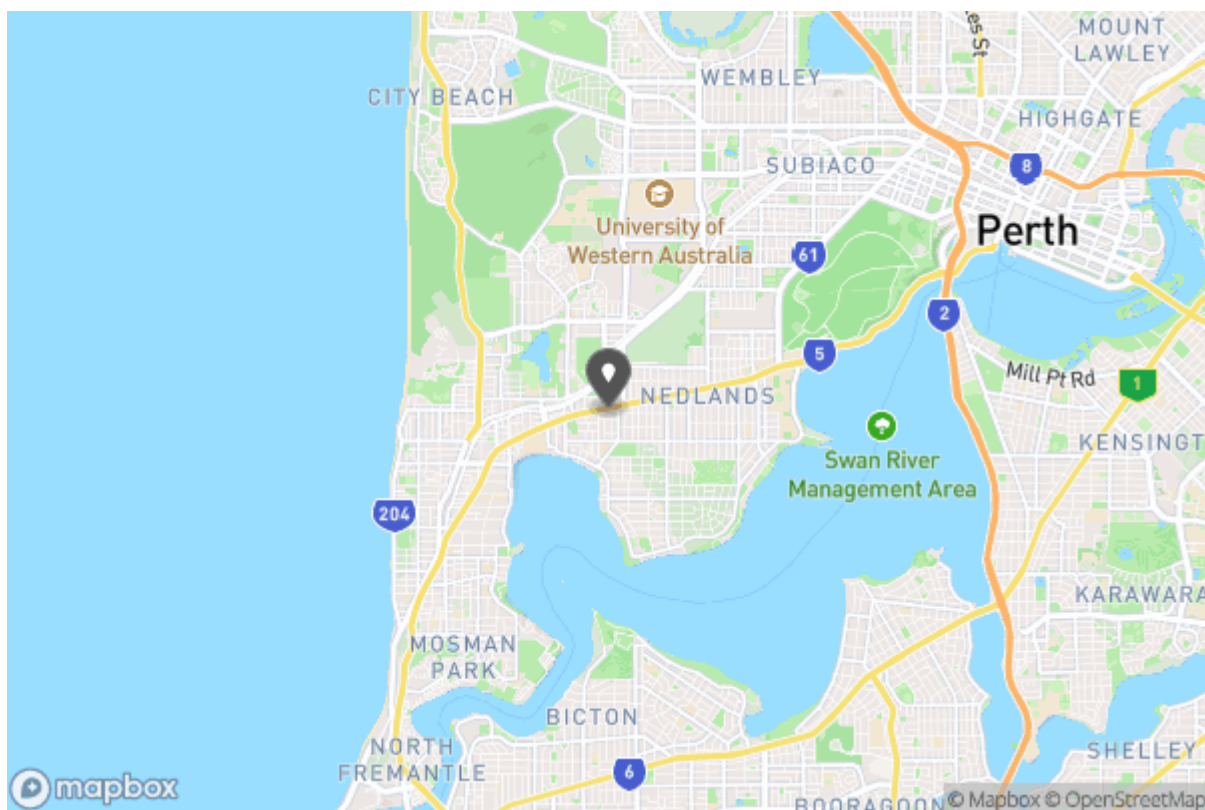 MOUNT
LAWLEY
WEMBLEY
CITY BEACH
HIGHGATE
8
SUBIACO
University of
Western Australia
Perth
61
2
5
Mill Pt Rd
1
NEDLANDS
KENSINGT
Swan River
Management Area
204
KARAWARA
MOSMAN
PARK
BICTON
NORTH
FREMANTLE
SHELLEY
6
mapbox
BOORAGOON
© Mapbox © OpenStreetMap